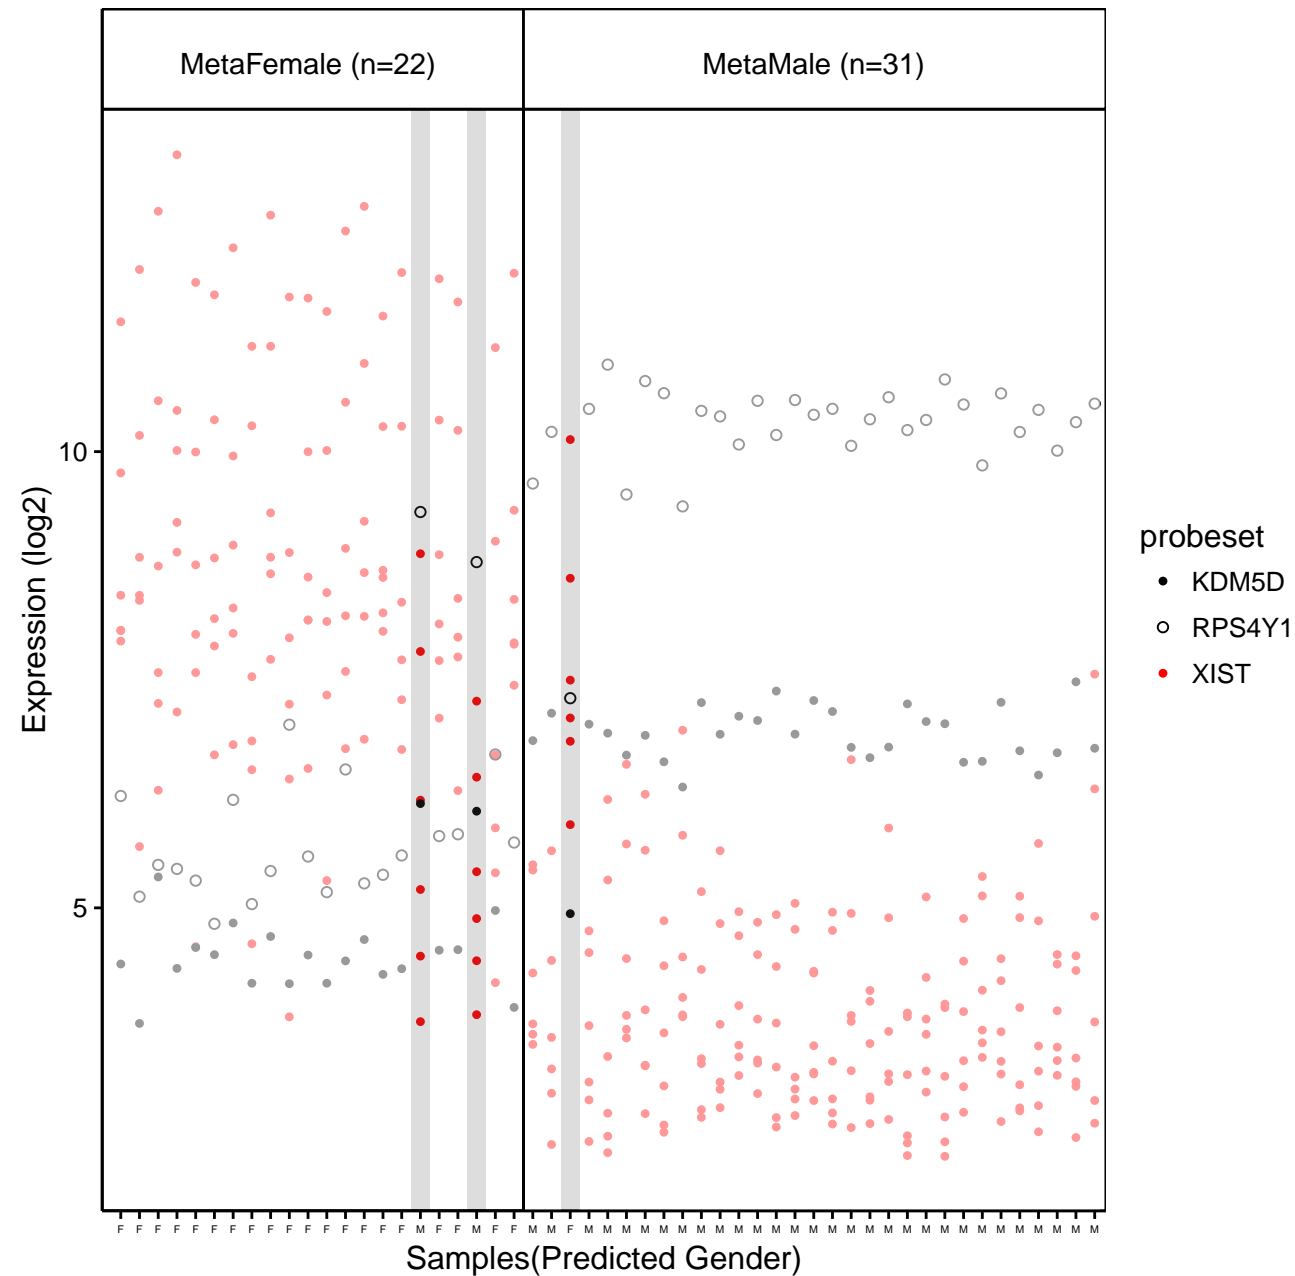 MetaFemale (n=22)
MetaMale (n=31)
10
5
Expression (log2)
F F F F F F F F F F F F F F F F M F F M F F M M F M M M M M M M M M M M M M M M M M M M M M M M M M M M M
Samples(Predicted Gender)
probeset
KDM5D
RPS4Y1
XIST